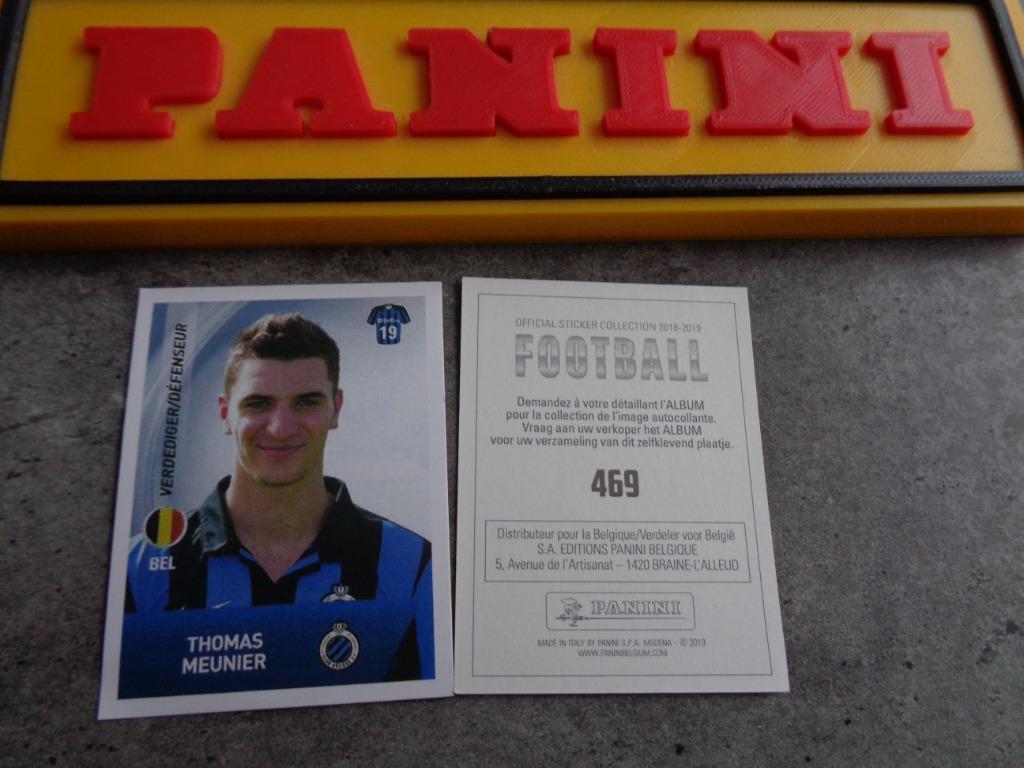 PANINI
VERDEDIGER/DÉFENSEUR
19
BEL
THOMAS
MEUNIER
OFFICIAL STICKER COLLECTION 2018-2019
FOOTBALL
Demandez à votre détaillant l'ALBUM
pour la collection de l'image autocollante.
Vraag aan uw verkoper het ALBUM
voor uw verzameling van dit zelfklevend plaatje.
469
Distributeur pour la Belgique/Verdeler voor België
S.A. EDITIONS PANINI BELGIQUE
5, Avenue de l'Artisanat – 1420 BRAINE-L'ALLEUD
PANINI
MADE IN ITALY BY PANINI S.P.A. MODENA - © 2019
WWW.PANINIBELGIUM.COM